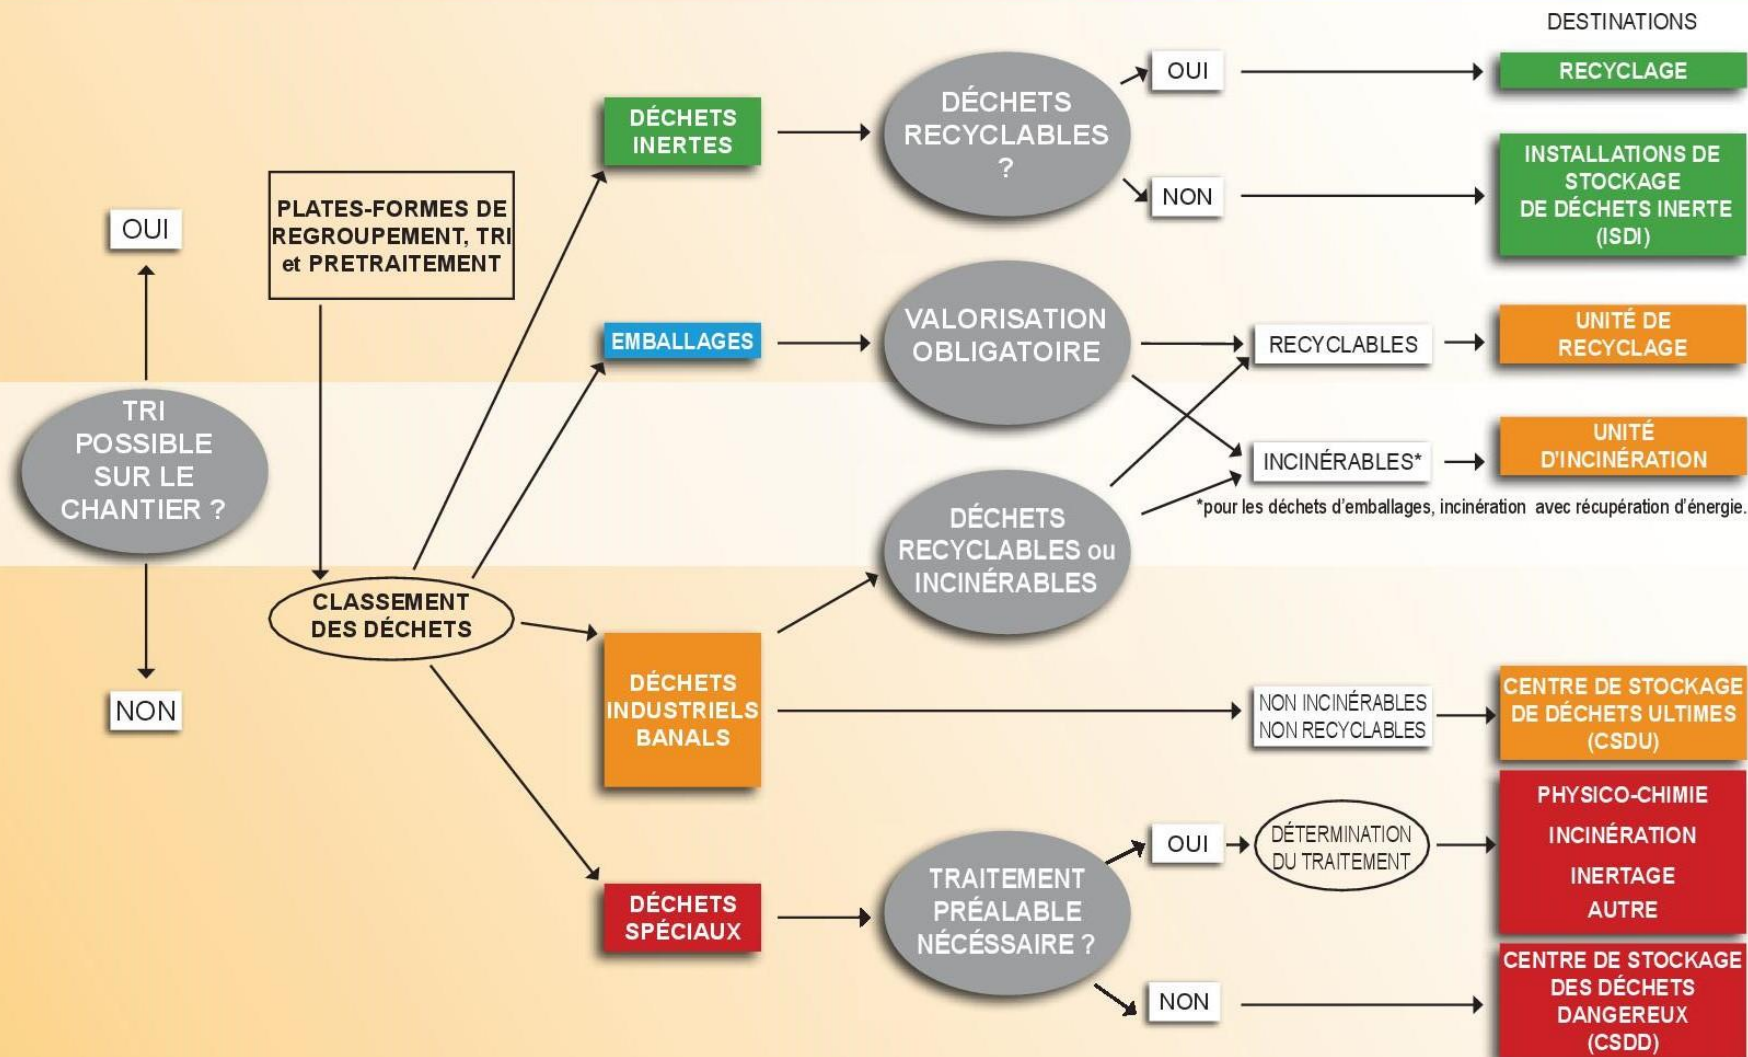 DESTINATIONS
OUI
TRI
POSSIBLE
SUR LE
CHANTIER ?
NON
PLATES-FORMES DE
REGROUPEMENT, TRI
et PRETRAITEMENT
CLASSEMENT
DES DÉCHETS
DÉCHETS
INERTES
DÉCHETS
RECYCLABLES
?
OUI
RECYCLAGE
NON
INSTALLATIONS DE
STOCKAGE
DE DÉCHETS INERTE
(ISDI)
EMBALLAGES
VALORISATION
OBLIGATOIRE
RECYCLABLES
UNITÉ DE
RECYCLAGE
INCINÉRABLES*
UNITÉ
D'INCINÉRATION
*pour les déchets d'emballages, incinération avec récupération d'énergie.
DÉCHETS
INDUSTRIELS
BANALS
DÉCHETS
RECYCLABLES ou
INCINÉRABLES
NON INCINÉRABLES
NON RECYCLABLES
CENTRE DE STOCKAGE
DE DÉCHETS ULTIMES
(CSDU)
DÉCHETS
SPÉCIAUX
TRAITEMENT
PRÉALABLE
NÉCÉSSAIRE ?
OUI
DÉTERMINATION
DU TRAITEMENT
PHYSICO-CHIMIE
INCINÉRATION
INERTAGE
AUTRE
NON
CENTRE DE STOCKAGE
DES DÉCHETS
DANGEREUX
(CSDD)